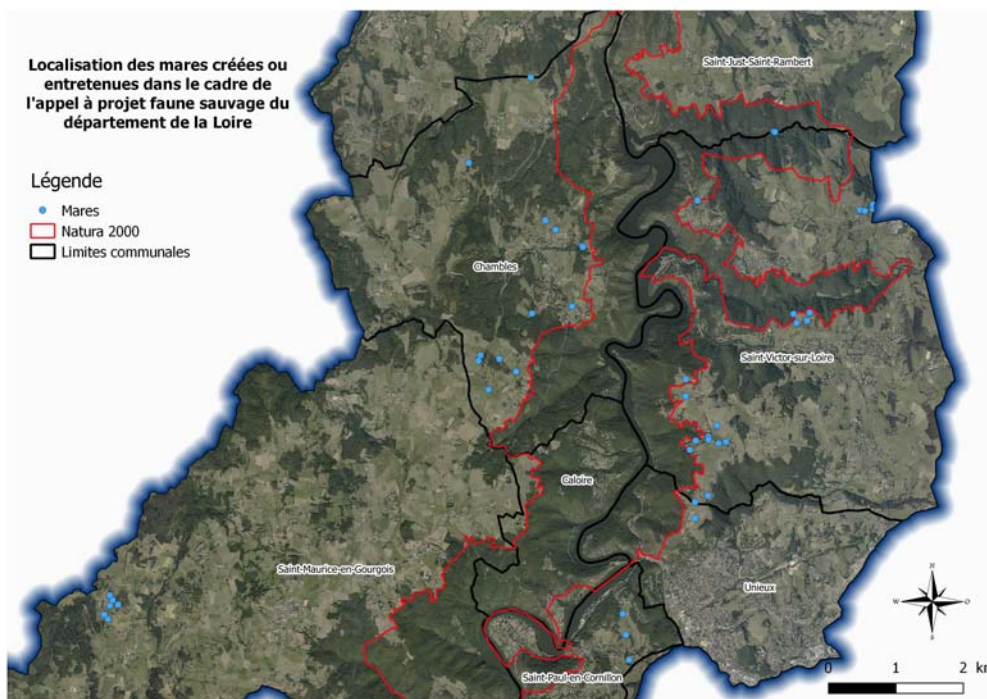 Localisation des mares créées ou
entretenues dans le cadre de
l'appel à projet faune sauvage du
département de la Loire
Légende
Mares
Natura 2000
Limites communales
Saint-Just-Saint-Rambert
Chambles
Saint-Victor-sur-Loire
Caloire
Saint-Maurice-en-Gourgois
Unieux
Saint-Paul-en-Cornillon
N
W
O
S
0 1 2 km